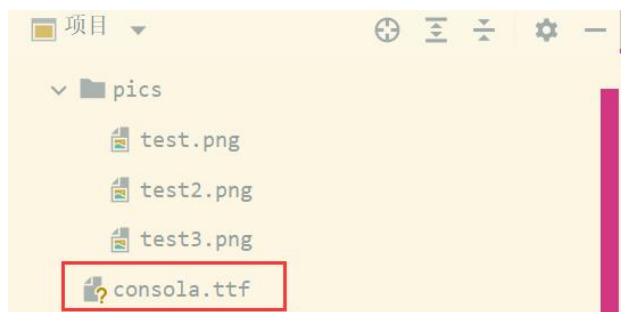 项目
pics
test.png
test2.png
test3.png
consola.ttf